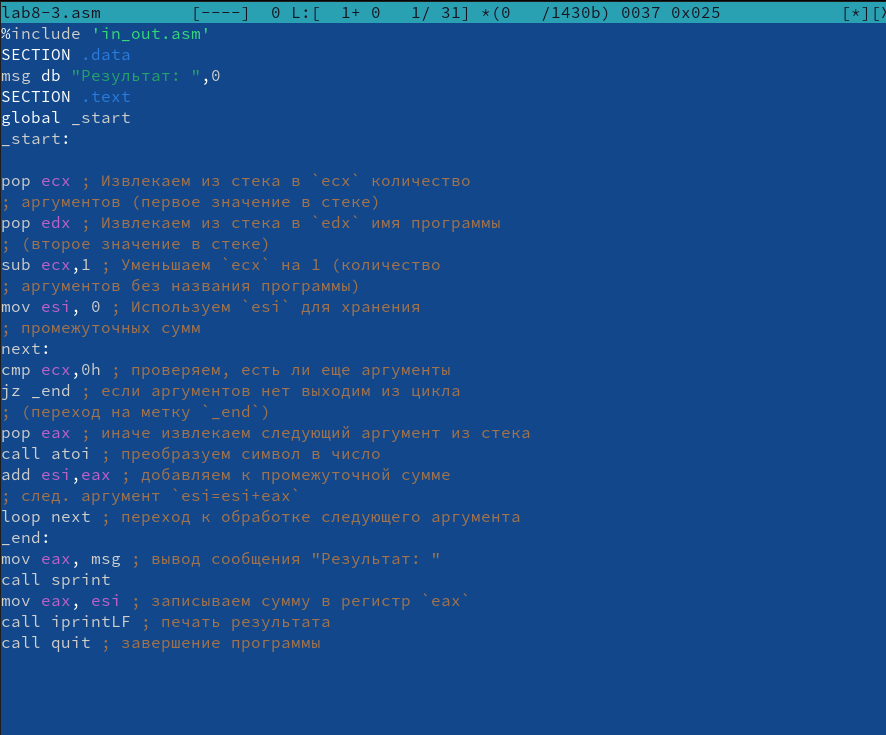 lab8-3.asm [----] 0 L:[ 1+ 0 1/ 31] *(0 /1430b) 0037 0x025 [*][X
%include 'in_out.asm'
SECTION .data
msg db "Результат: ",0
SECTION .text
global _start
_start:
pop ecx ; Извлекаем из стека в `ecx` количество
; аргументов (первое значение в стеке)
pop edx ; Извлекаем из стека в `edx` имя программы
; (второе значение в стеке)
sub ecx,1 ; Уменьшаем `ecx` на 1 (количество
; аргументов без названия программы)
mov esi, 0 ; Используем `esi` для хранения
; промежуточных сумм
next:
cmp ecx,0h ; проверяем, есть ли еще аргументы
jz _end ; если аргументов нет выходим из цикла
; (переход на метку `_end`)
pop eax ; иначе извлекаем следующий аргумент из стека
call atoi ; преобразуем символ в число
add esi,eax ; добавляем к промежуточной сумме
; след. аргумент `esi=esi+eax`
loop next ; переход к обработке следующего аргумента
_end:
mov eax, msg ; вывод сообщения "Результат: "
call sprint
mov eax, esi ; записываем сумму в регистр `eax`
call iprintLF ; печать результата
call quit ; завершение программы